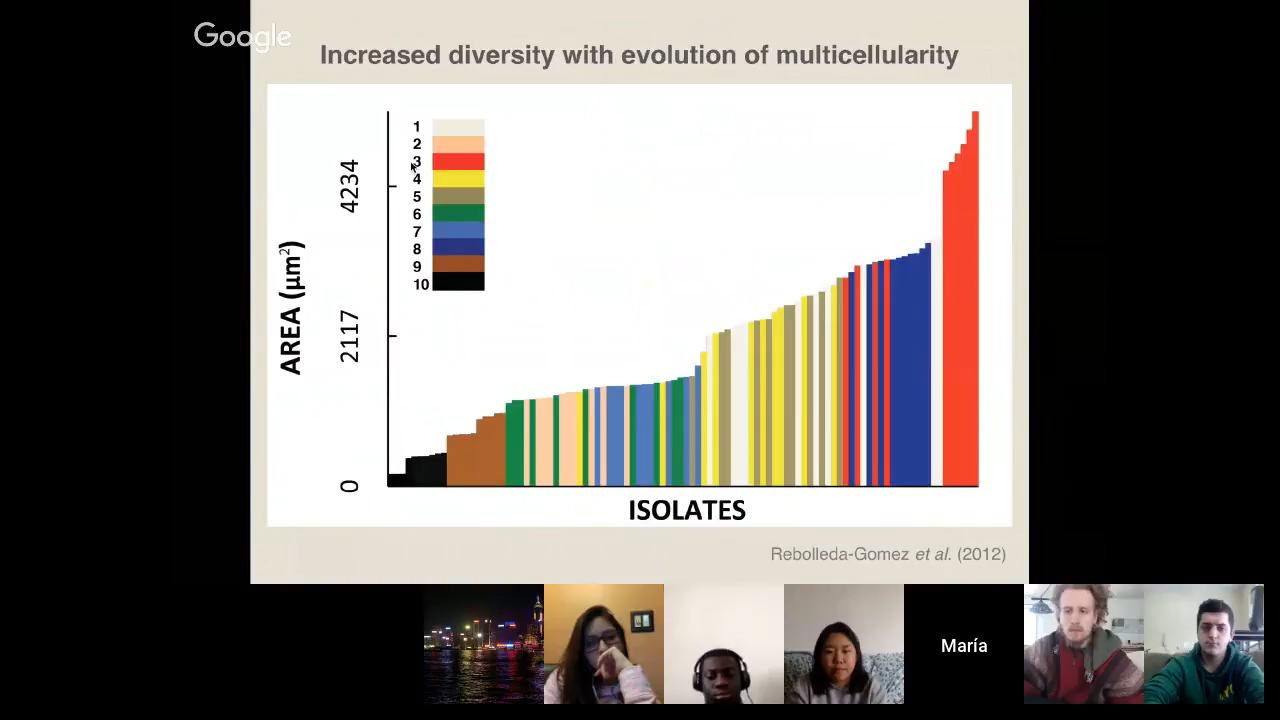 Google
Increased diversity with evolution of multicellularity
1
2
3
4
5
6
7
8
9
10
4234
2117
0
AREA (µm²)
ISOLATES
Rebolleda-Gomez et al. (2012)
María